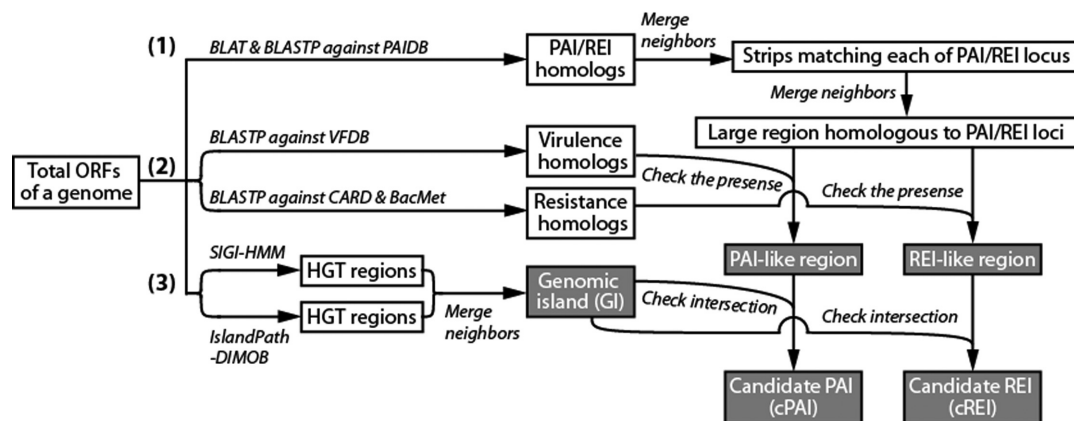 (1)
BLAT & BLASTP against PAIDB
PAI/REI
homologs
Merge
neighbors
Strips matching each of PAI/REI locus
Merge neighbors
Large region homologous to PAI/REI loci
Total ORFs
of a genome
(2)
BLASTP against VFDB
Virulence
homologs
Check the presense
Check the presense
BLASTP against CARD & BacMet
Resistance
homologs
PAI-like region
REI-like region
(3)
SIGI-HMM
HGT regions
HGT regions
IslandPath
-DIMOB
Merge
neighbors
Genomic
island (GI)
Check intersection
Check intersection
Candidate PAI
(cPAI)
Candidate REI
(cREI)